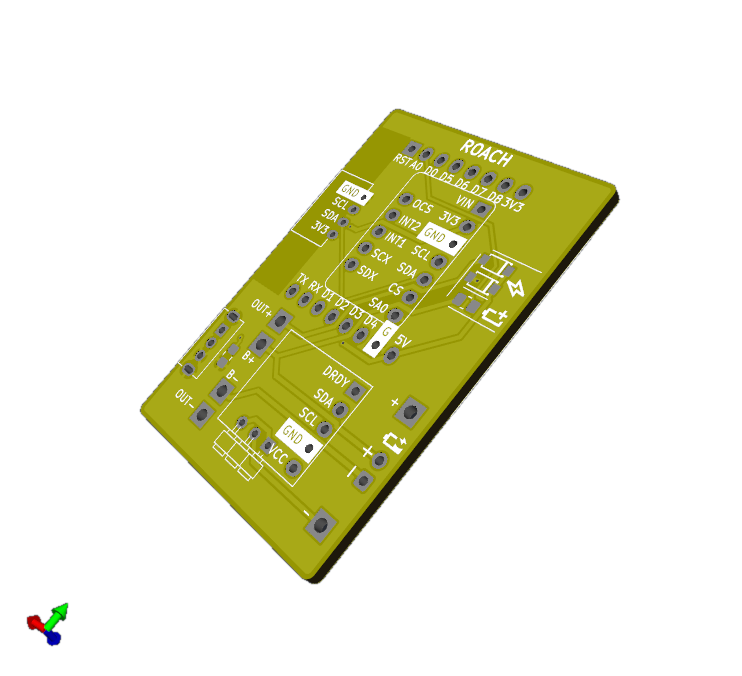 ROACH
RST A0 D0 D5 D6 D7 D8 3V3
GND
SCL
SDA
3V3
OCS
INT2
INT1
SCX
SDX
VIN
3V3
GND
SCL
SDA
CS
SAO
TX RX D1 D2 D3 D4 G 5V
OUT+
B+
B-
OUT-
DRDY
SDA
SCL
GND
VCC
+
+
-
-